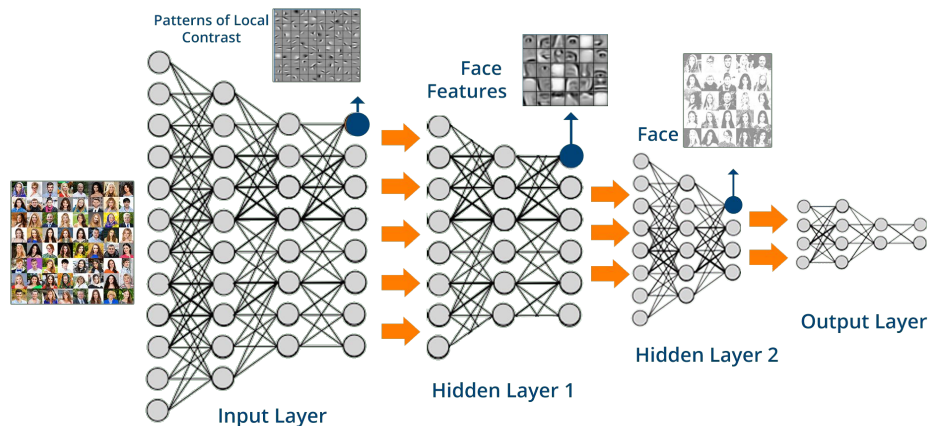 Patterns of Local
Contrast
Face
Features
Face
Input Layer
Hidden Layer 1
Hidden Layer 2
Output Layer